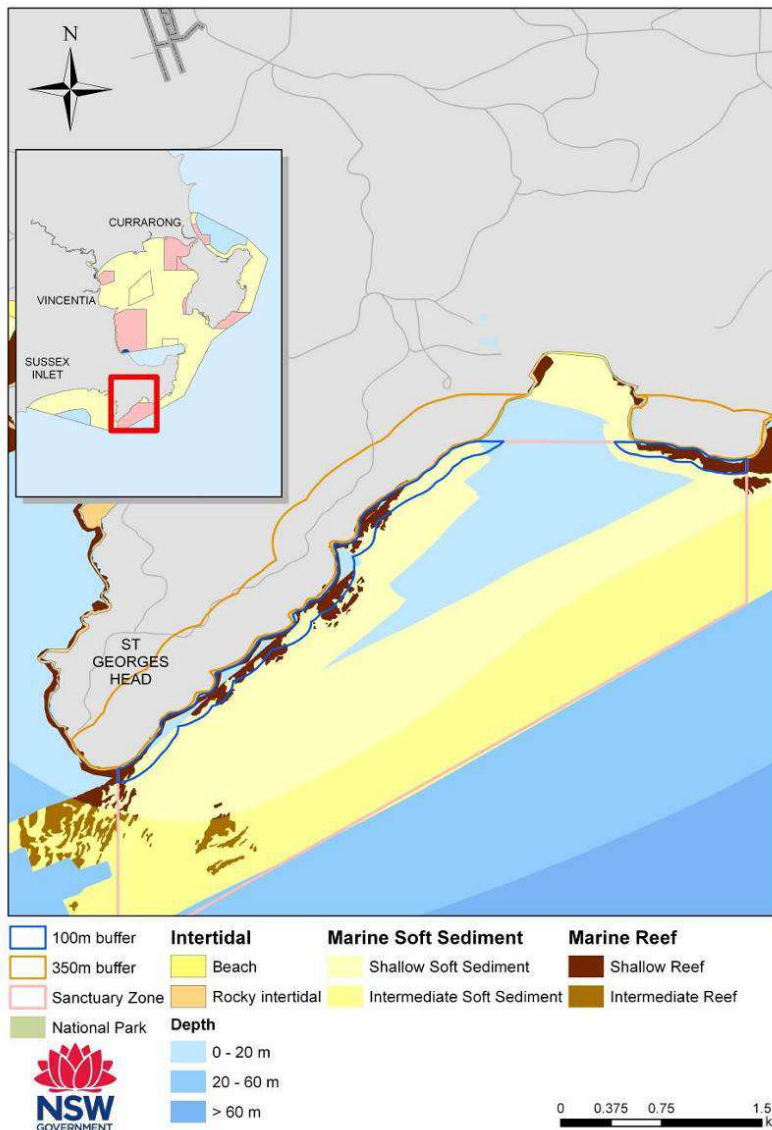 N
CURRARONG
VINCENTIA
SUSSEX
INLET
ST
GEORGES
HEAD
100m buffer
350m buffer
Sanctuary Zone
National Park
Intertidal
Beach
Rocky intertidal
Depth
0 - 20 m
20 - 60 m
> 60 m
Marine Soft Sediment
Shallow Soft Sediment
Intermediate Soft Sediment
Marine Reef
Shallow Reef
Intermediate Reef
NSW
GOVERNMENT
0 0.375 0.75 1.5